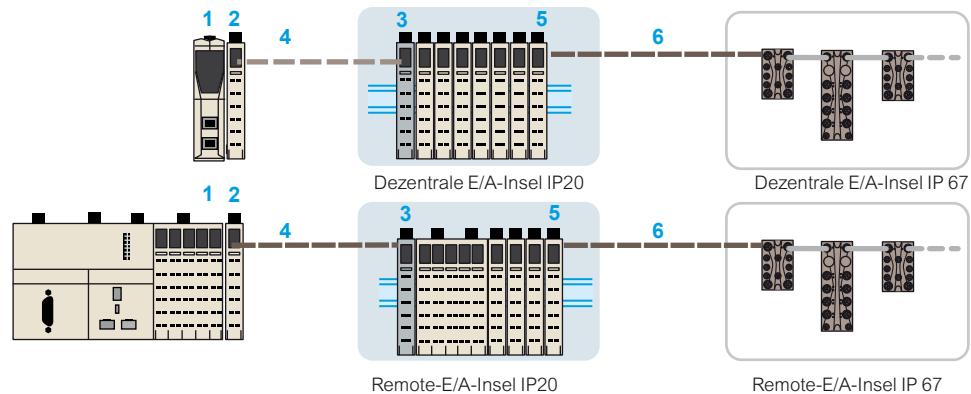 1 2 4 3 5 6
Dezentrale E/A-Insel IP20
Dezentrale E/A-Insel IP 67
1 2 4 3 5 6
Remote-E/A-Insel IP20
Remote-E/A-Insel IP 67